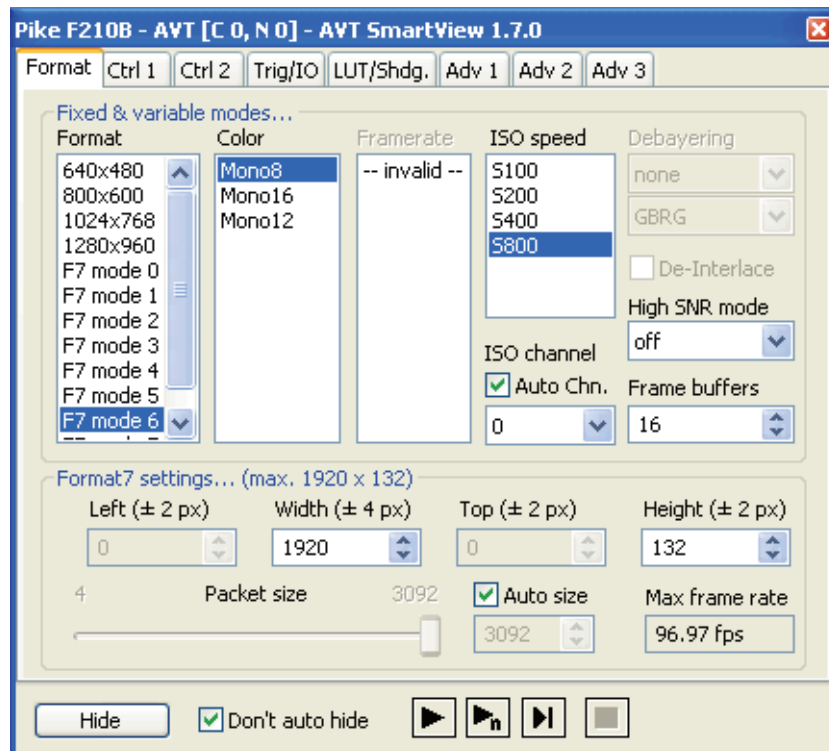 Pike F210B - AVT [C 0, N 0] - AVT SmartView 1.7.0
Format Ctrl 1 Ctrl 2 Trig/IO LUT/Shdg. Adv 1 Adv 2 Adv 3
Fixed & variable modes...
Format Color Framerate ISO speed Debayering
640x480
800x600
1024x768
1280x960
F7 mode 0
F7 mode 1
F7 mode 2
F7 mode 3
F7 mode 4
F7 mode 5
F7 mode 6
Mono8
Mono16
Mono12
-- invalid --
S100
S200
S400
S800
none
GBRG
De-Interlace
High SNR mode
off
ISO channel
Auto Chn.
0
Frame buffers
16
Format7 settings... (max. 1920 x 132)
Left (± 2 px) Width (± 4 px) Top (± 2 px) Height (± 2 px)
0 1920 0 132
4 Packet size 3092 Auto size Max frame rate
3092 96.97 fps
Hide Don't auto hide n